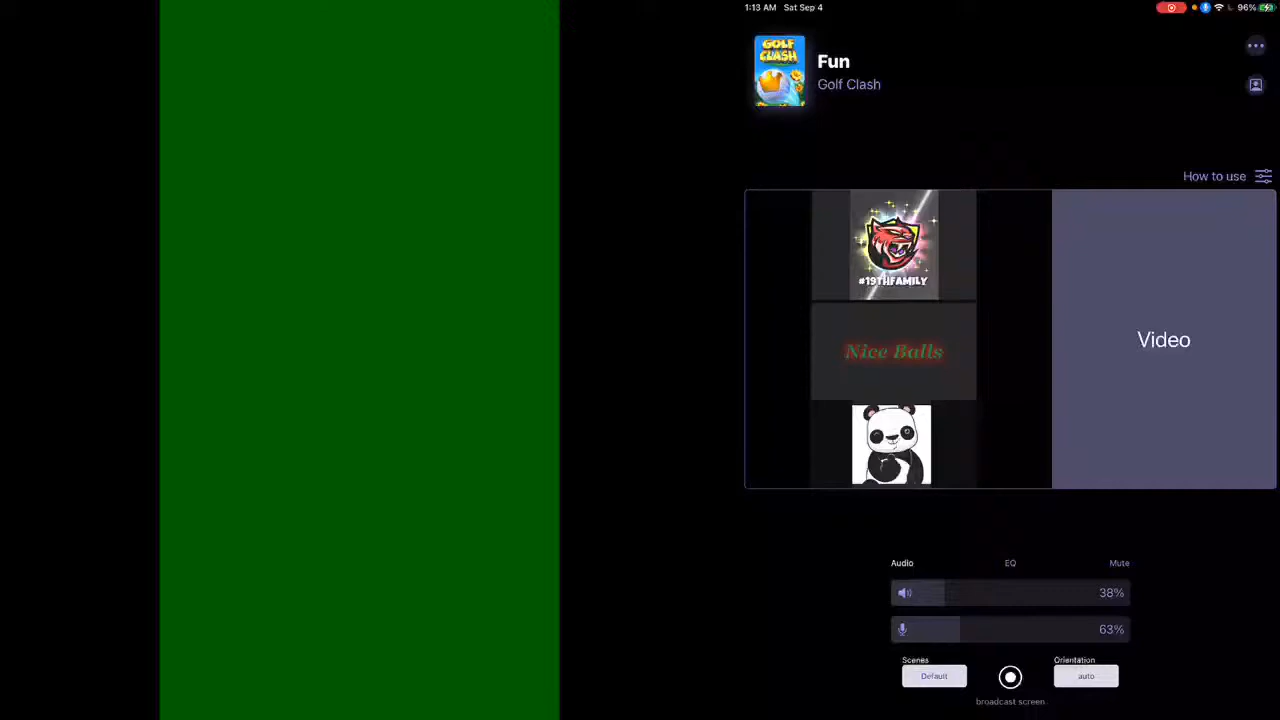 1:13 AM Sat Sep 4
96%
GOLF CLASH
Fun
Golf Clash
How to use
#19THFAMILY
Nice Balls
Video
Audio EQ Mute
38%
63%
Scenes Orientation
Default auto
broadcast screen